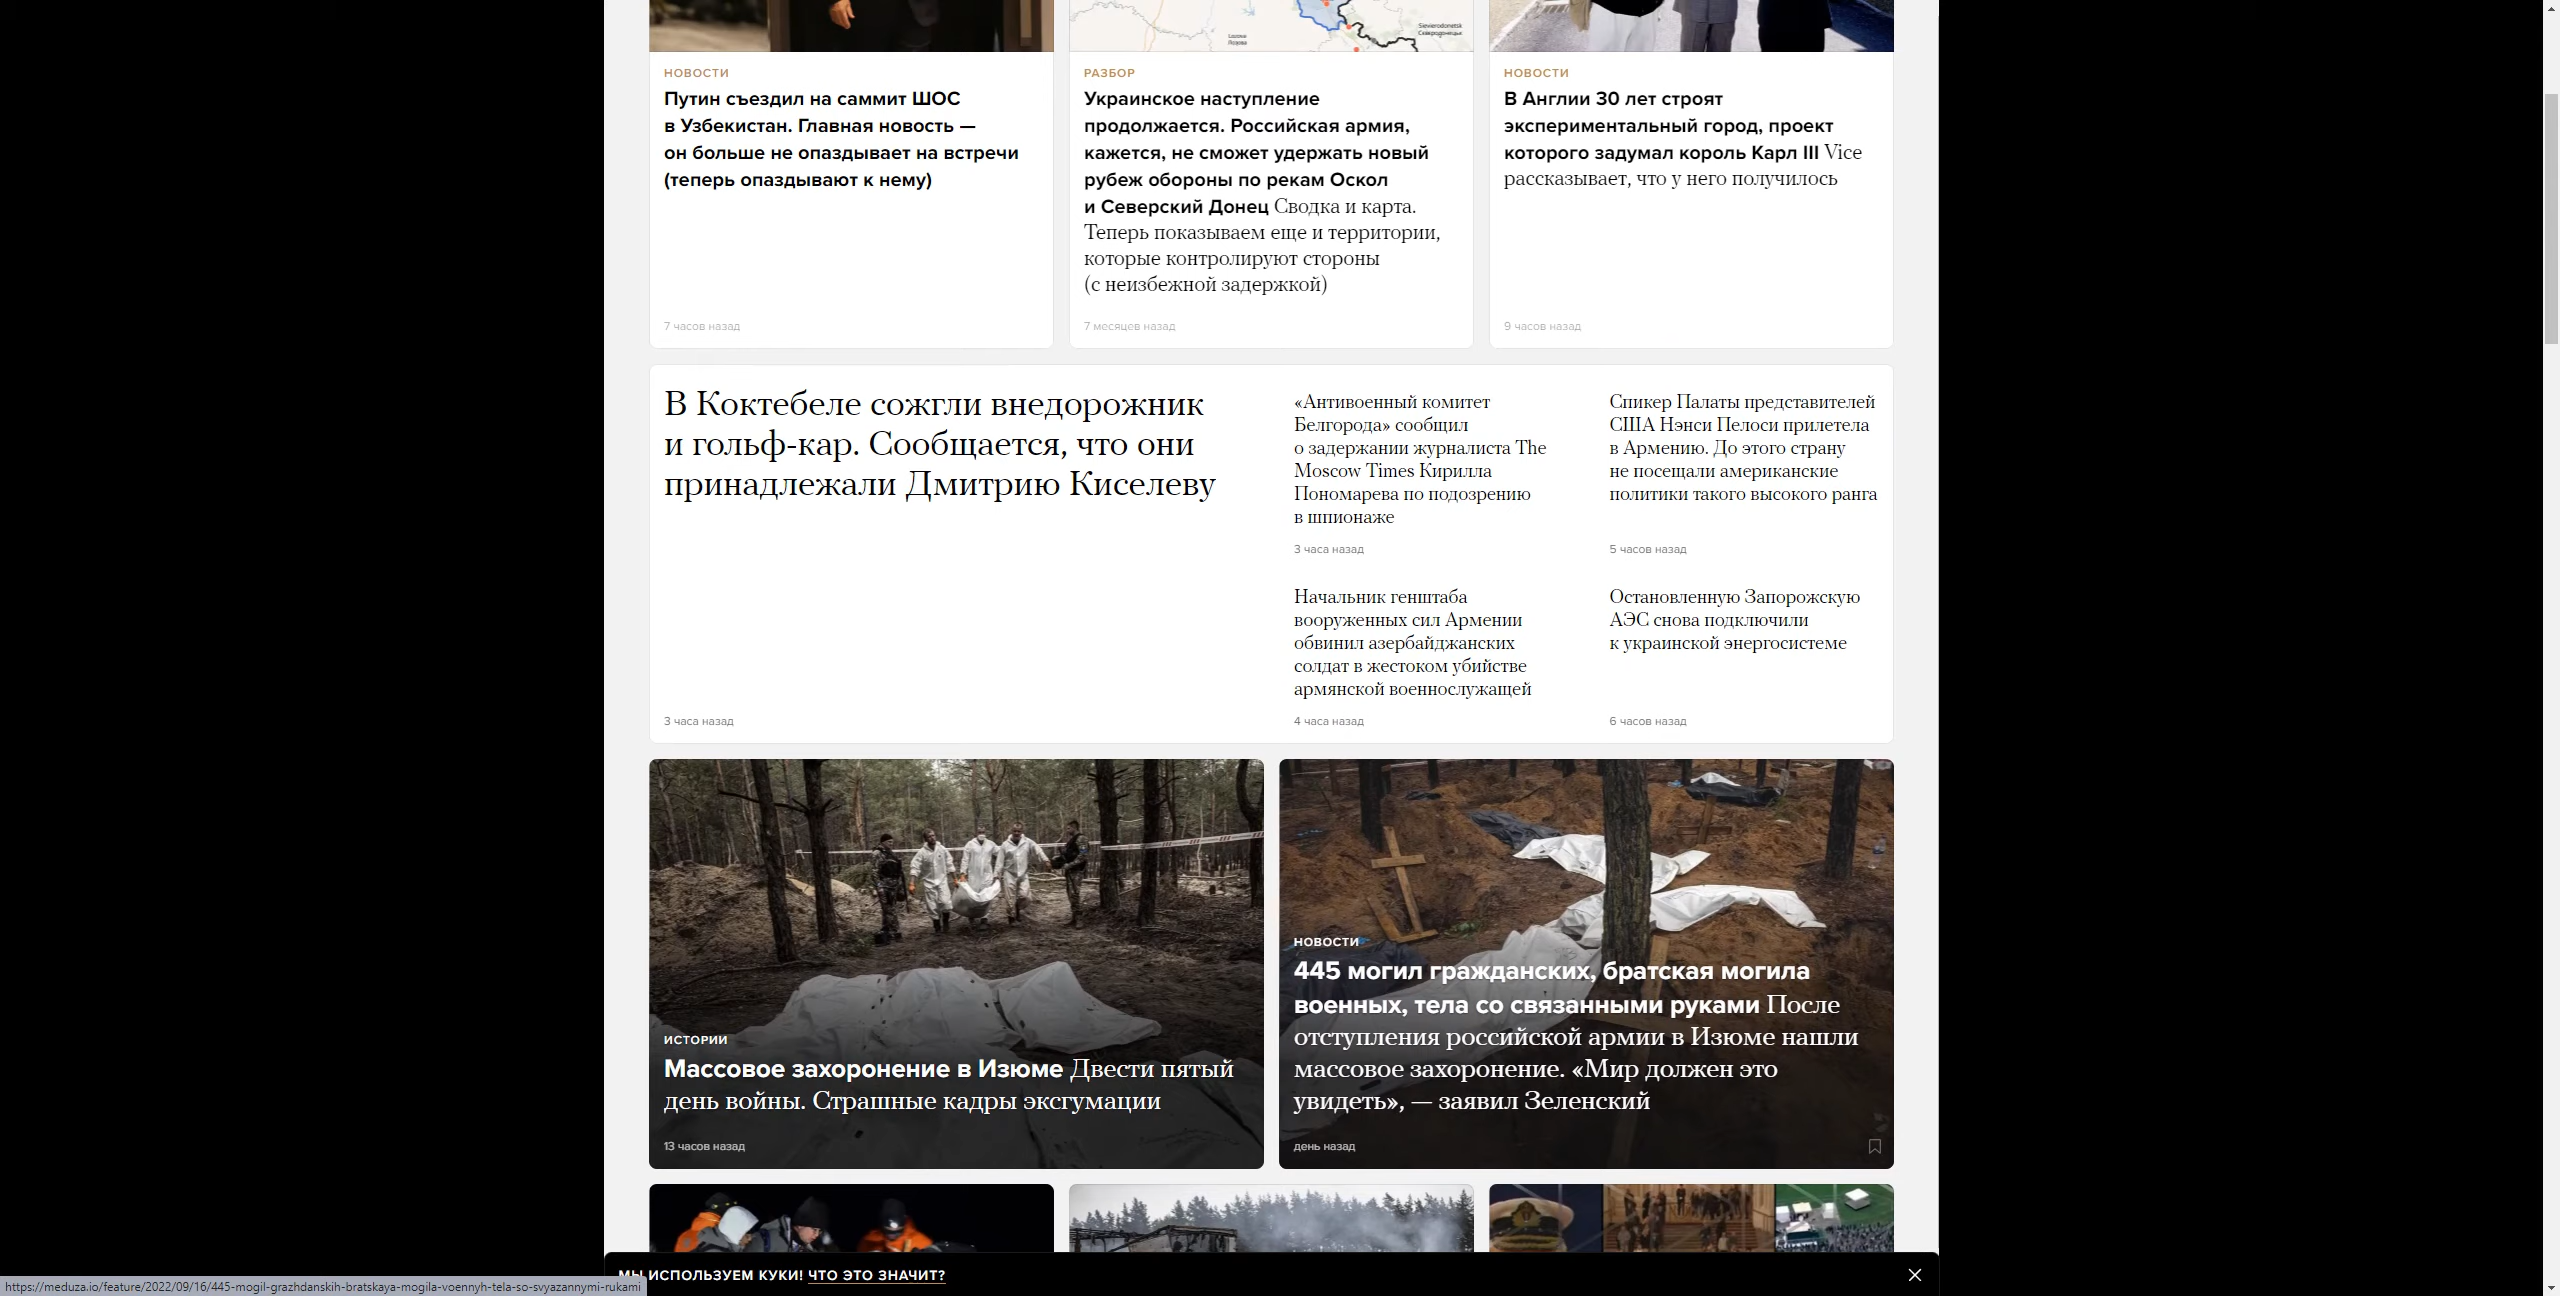 Lozova
Лозова
Sievierodonetsk
Сєвєродонецьк
НОВОСТИ
Путин съездил на саммит ШОС
в Узбекистан. Главная новость —
он больше не опаздывает на встречи
(теперь опаздывают к нему)
7 часов назад
РАЗБОР
Украинское наступление
продолжается. Российская армия,
кажется, не сможет удержать новый
рубеж обороны по рекам Оскол
и Северский Донец Сводка и карта.
Теперь показываем еще и территории,
которые контролируют стороны
(с неизбежной задержкой)
7 месяцев назад
НОВОСТИ
В Англии 30 лет строят
экспериментальный город, проект
которого задумал король Карл III Vice
рассказывает, что у него получилось
9 часов назад
В Коктебеле сожгли внедорожник
и гольф-кар. Сообщается, что они
принадлежали Дмитрию Киселеву
3 часа назад
«Антивоенный комитет
Белгорода» сообщил
о задержании журналиста The
Moscow Times Кирилла
Пономарева по подозрению
в шпионаже
3 часа назад
Спикер Палаты представителей
США Нэнси Пелоси прилетела
в Армению. До этого страну
не посещали американские
политики такого высокого ранга
5 часов назад
Начальник генштаба
вооруженных сил Армении
обвинил азербайджанских
солдат в жестоком убийстве
армянской военнослужащей
4 часа назад
Остановленную Запорожскую
АЭС снова подключили
к украинской энергосистеме
6 часов назад
ИСТОРИИ
Массовое захоронение в Изюме Двести пятый
день войны. Страшные кадры эксгумации
13 часов назад
НОВОСТИ
445 могил гражданских, братская могила
военных, тела со связанными руками После
отступления российской армии в Изюме нашли
массовое захоронение. «Мир должен это
увидеть», — заявил Зеленский
день назад
МЫ ИСПОЛЬЗУЕМ КУКИ! ЧТО ЭТО ЗНАЧИТ?
https://meduza.io/feature/2022/09/16/445-mogil-grazhdanskih-bratskaya-mogila-voennyh-tela-so-svyazannymi-rukami